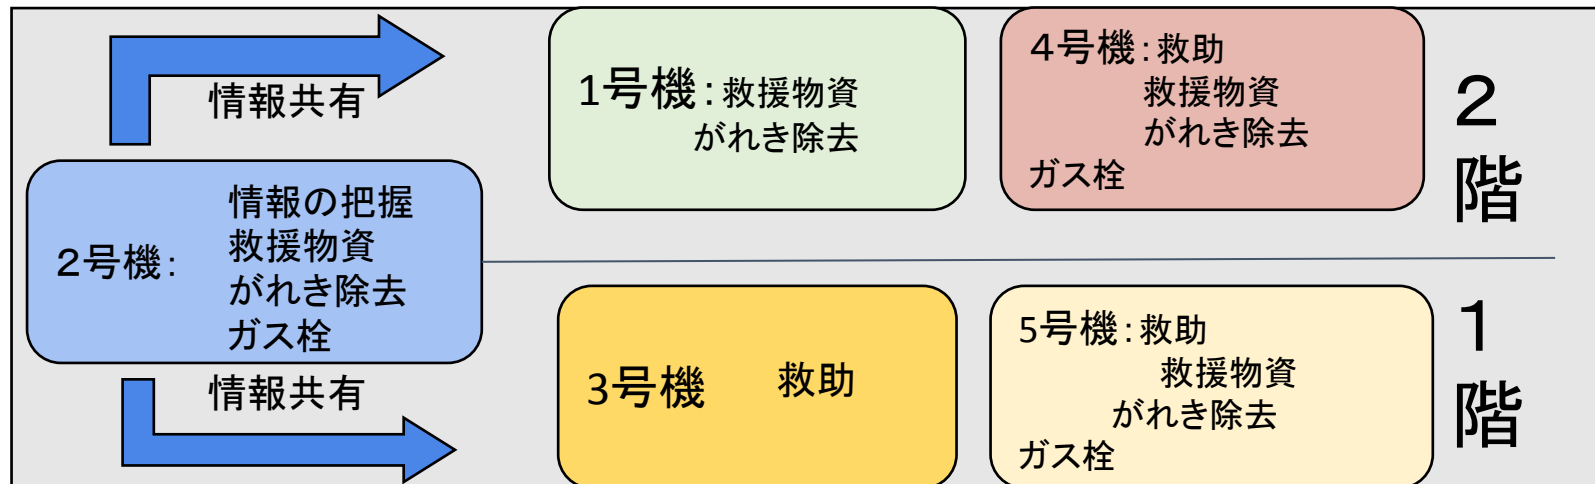 情報共有
2号機:
情報の把握
救援物資
がれき除去
ガス栓
情報共有
1号機:救援物資
がれき除去
4号機:救助
救援物資
がれき除去
ガス栓
2階
3号機 救助
5号機:救助
救援物資
がれき除去
ガス栓
1階